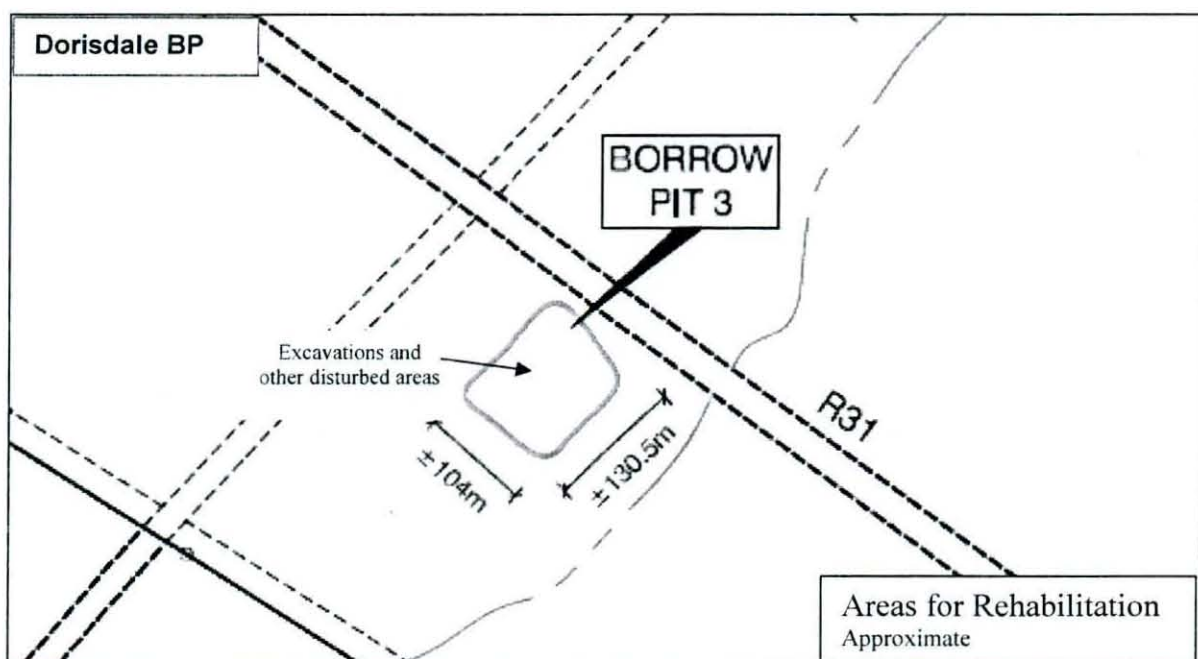 Dorisdale BP
BORROW
PIT 3
Excavations and
other disturbed areas
±104m
±130.5m
R31
Areas for Rehabilitation
Approximate